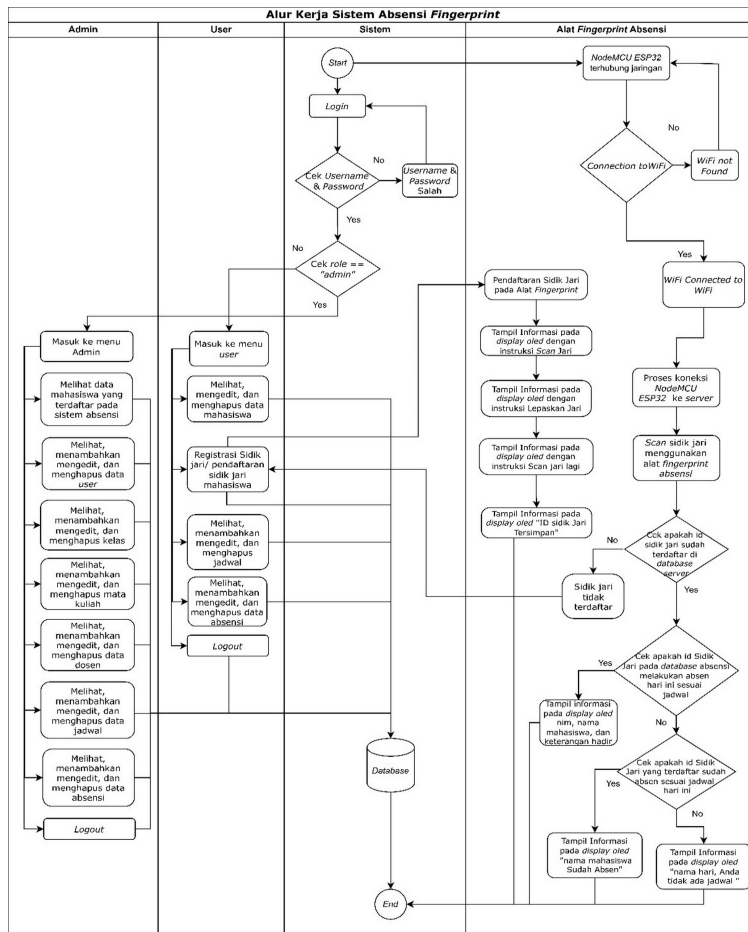 Alur Kerja Sistem Absensi Fingerprint
Admin
User
Sistem
Alat Fingerprint Absensi
Start
Login
Cek Username
& Password
No
Username &
Password
Salah
Yes
No
Cek role ==
"admin"
Yes
Masuk ke menu
Admin
Melihat data
mahasiswa yang
terdaftar pada
sistem absensi
Melihat,
menambahkan
mengedit, dan
menghapus data
user
Melihat,
menambahkan
mengedit, dan
menghapus kelas
Melihat,
menambahkan
mengedit, dan
menghapus mata
kuliah
Melihat,
menambahkan
mengedit, dan
menghapus data
dosen
Melihat,
menambahkan
mengedit, dan
menghapus data
jadwal
Melihat,
menambahkan
mengedit, dan
menghapus data
absensi
Logout
Masuk ke menu
user
Melihat,
mengedit, dan
menghapus data
mahasiswa
Registrasi Sidik
jari/ pendaftaran
sidik jari
mahasiswa
Melihat,
menambahkan
mengedit, dan
menghapus
jadwal
Melihat,
menambahkan
mengedit, dan
menghapus data
absensi
Logout
Database
End
NodeMCU ESP32
terhubung jaringan
No
Connection toWiFi
WiFi not
Found
Yes
WiFi Connected to
WiFi
Proses koneksi
NodeMCU
ESP32 ke server
Scan sidik jari
menggunakan
alat fingerprint
absensi
Pendaftaran Sidik Jari
pada Alat Fingerprint
Tampil Informasi pada
display oled dengan
instruksi Scan Jari
Tampil Informasi pada
display oled dengan
instruksi Lepaskan Jari
Tampil Informasi pada
display oled dengan
instruksi Scan jari lagi
Tampil Informasi pada
display oled "ID sidik Jari
Tersimpan"
Cek apakah id
sidik jari sudah
terdaftar di
database
server
No
Sidik jari
tidak
terdaftar
Yes
Cek apakah id Sidik
Jari pada database absensi
melakukan absen
hari ini sesuai
jadwal
Yes
Tampil informasi
pada display oled
nim, nama
mahasiswa, dan
keterangan hadir
No
Cek apakah id Sidik
Jari yang terdaftar sudah
absen sesuai jadwal
hari ini
Yes
No
Tampil Informasi
pada display oled
"nama mahasiswa
Sudah Absen"
Tampil Informasi
pada display oled
"nama hari, Anda
tidak ada jadwal "